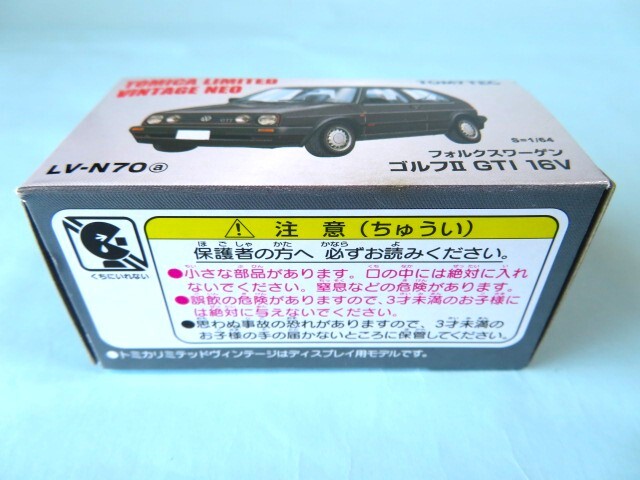 TOMICA LIMITED
VINTAGE NEO
TOMYTEC
S=1/64
LV-N70ⓐ
フォルクスワーゲン
ゴルフⅡ GTI 16V
くちにいれない
⚠ 注 意 (ちゅうい)
保護者の方へ 必ずお読みください。
●小さな部品があります。口の中には絶対に入れ
ないでください。窒息などの危険があります。
●誤飲の危険がありますので、3才未満のお子様に
は絶対に与えないでください。
●思わぬ事故の恐れがありますので、3才未満の
お子様の手の届かないところに保管してください。
●トミカリミテッドヴィンテージはディスプレイ用モデルです。